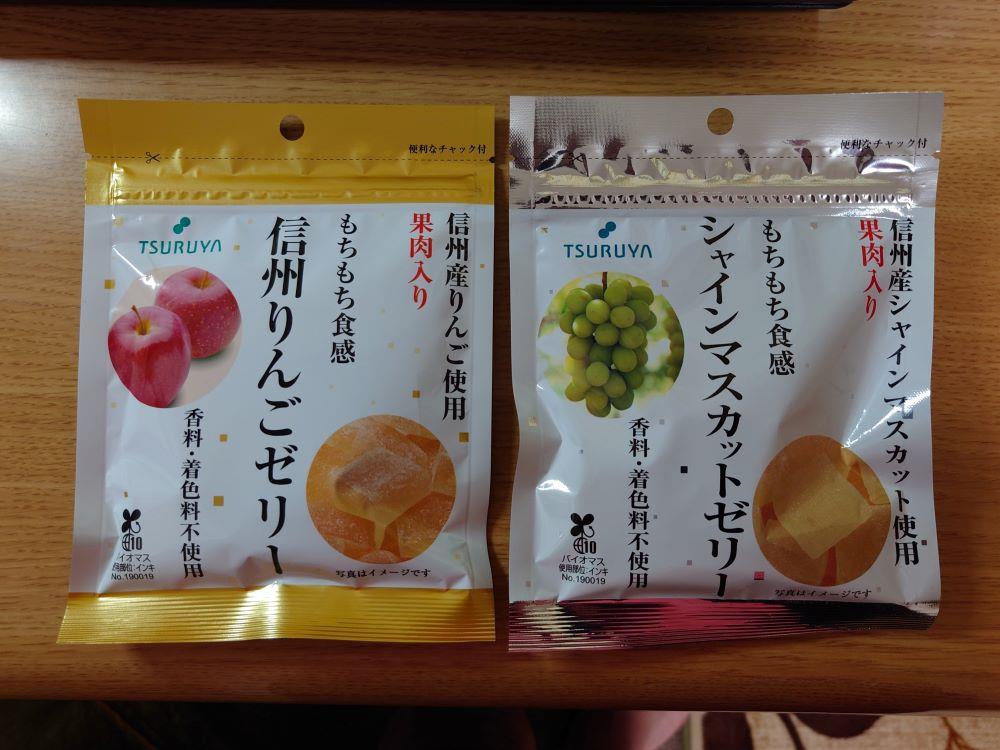 便利なチャック付
TSURUYA
信州産りんご使用
果肉入り
もちもち食感
信州りんごゼリー
香料・着色料不使用
イオマス
使用部位:インキ
No.190019
写真はイメージです
便利なチャック付
TSURUYA
信州産シャインマスカット使用
果肉入り
もちもち食感
シャインマスカットゼリー
香料・着色料不使用
バイオマス
使用部位:インキ
No.190019
写真はイメージです